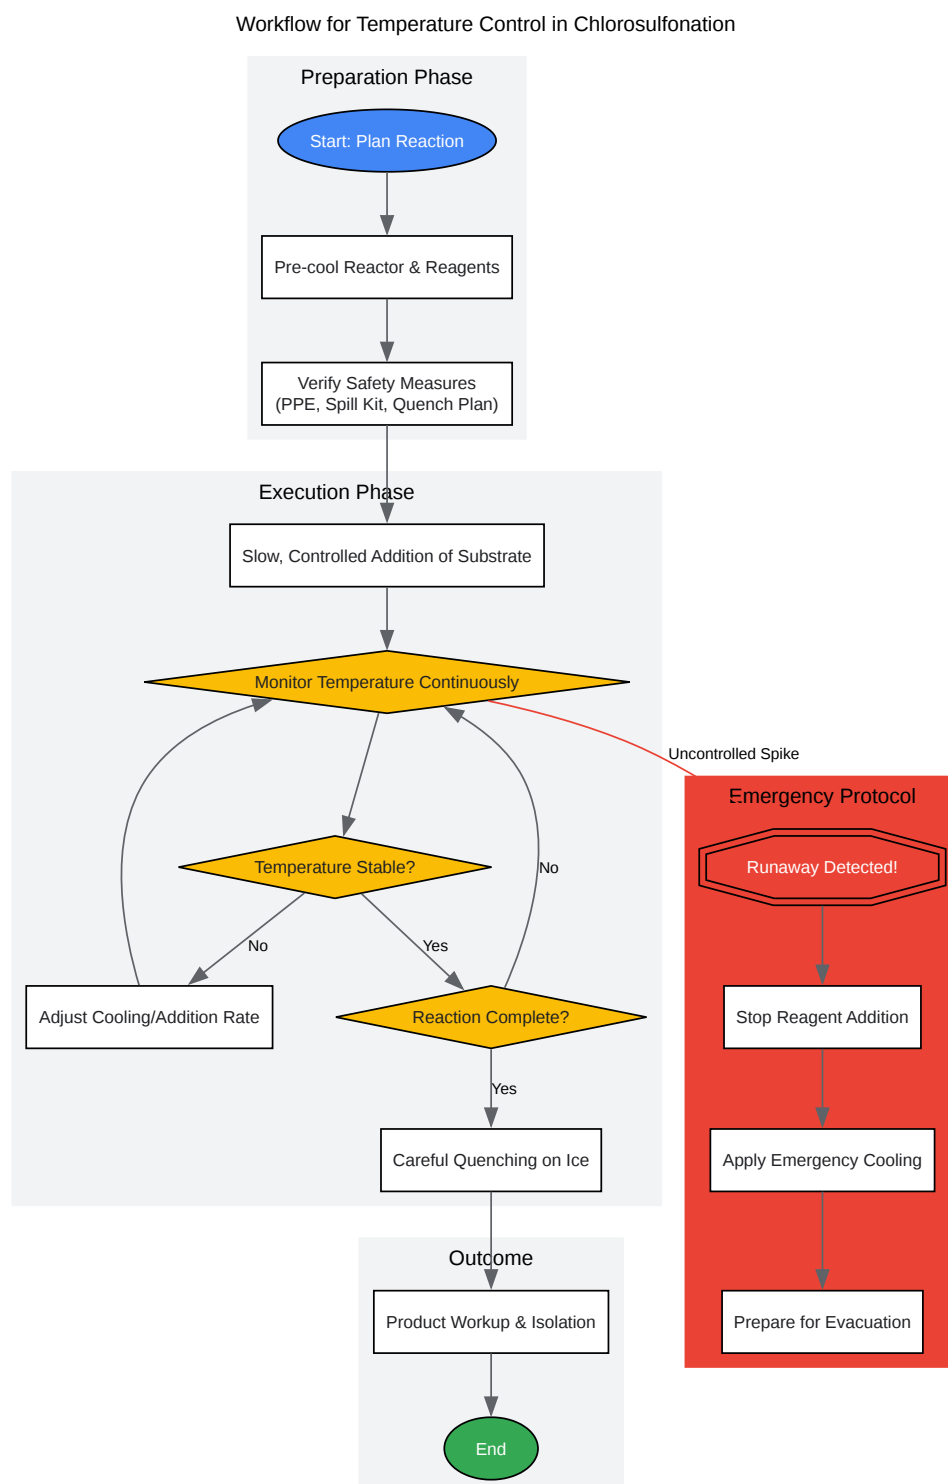 Workflow for Temperature Control in Chlorosulfonation
Preparation Phase
Start: Plan Reaction
Pre-cool Reactor & Reagents
Verify Safety Measures
(PPE, Spill Kit, Quench Plan)
Execution Phase
Slow, Controlled Addition of Substrate
Monitor Temperature Continuously
Uncontrolled Spike
Emergency Protocol
Temperature Stable?
No
Runaway Detected!
No
Yes
Adjust Cooling/Addition Rate
Reaction Complete?
Stop Reagent Addition
Yes
Careful Quenching on Ice
Apply Emergency Cooling
Outcome
Product Workup & Isolation
Prepare for Evacuation
End